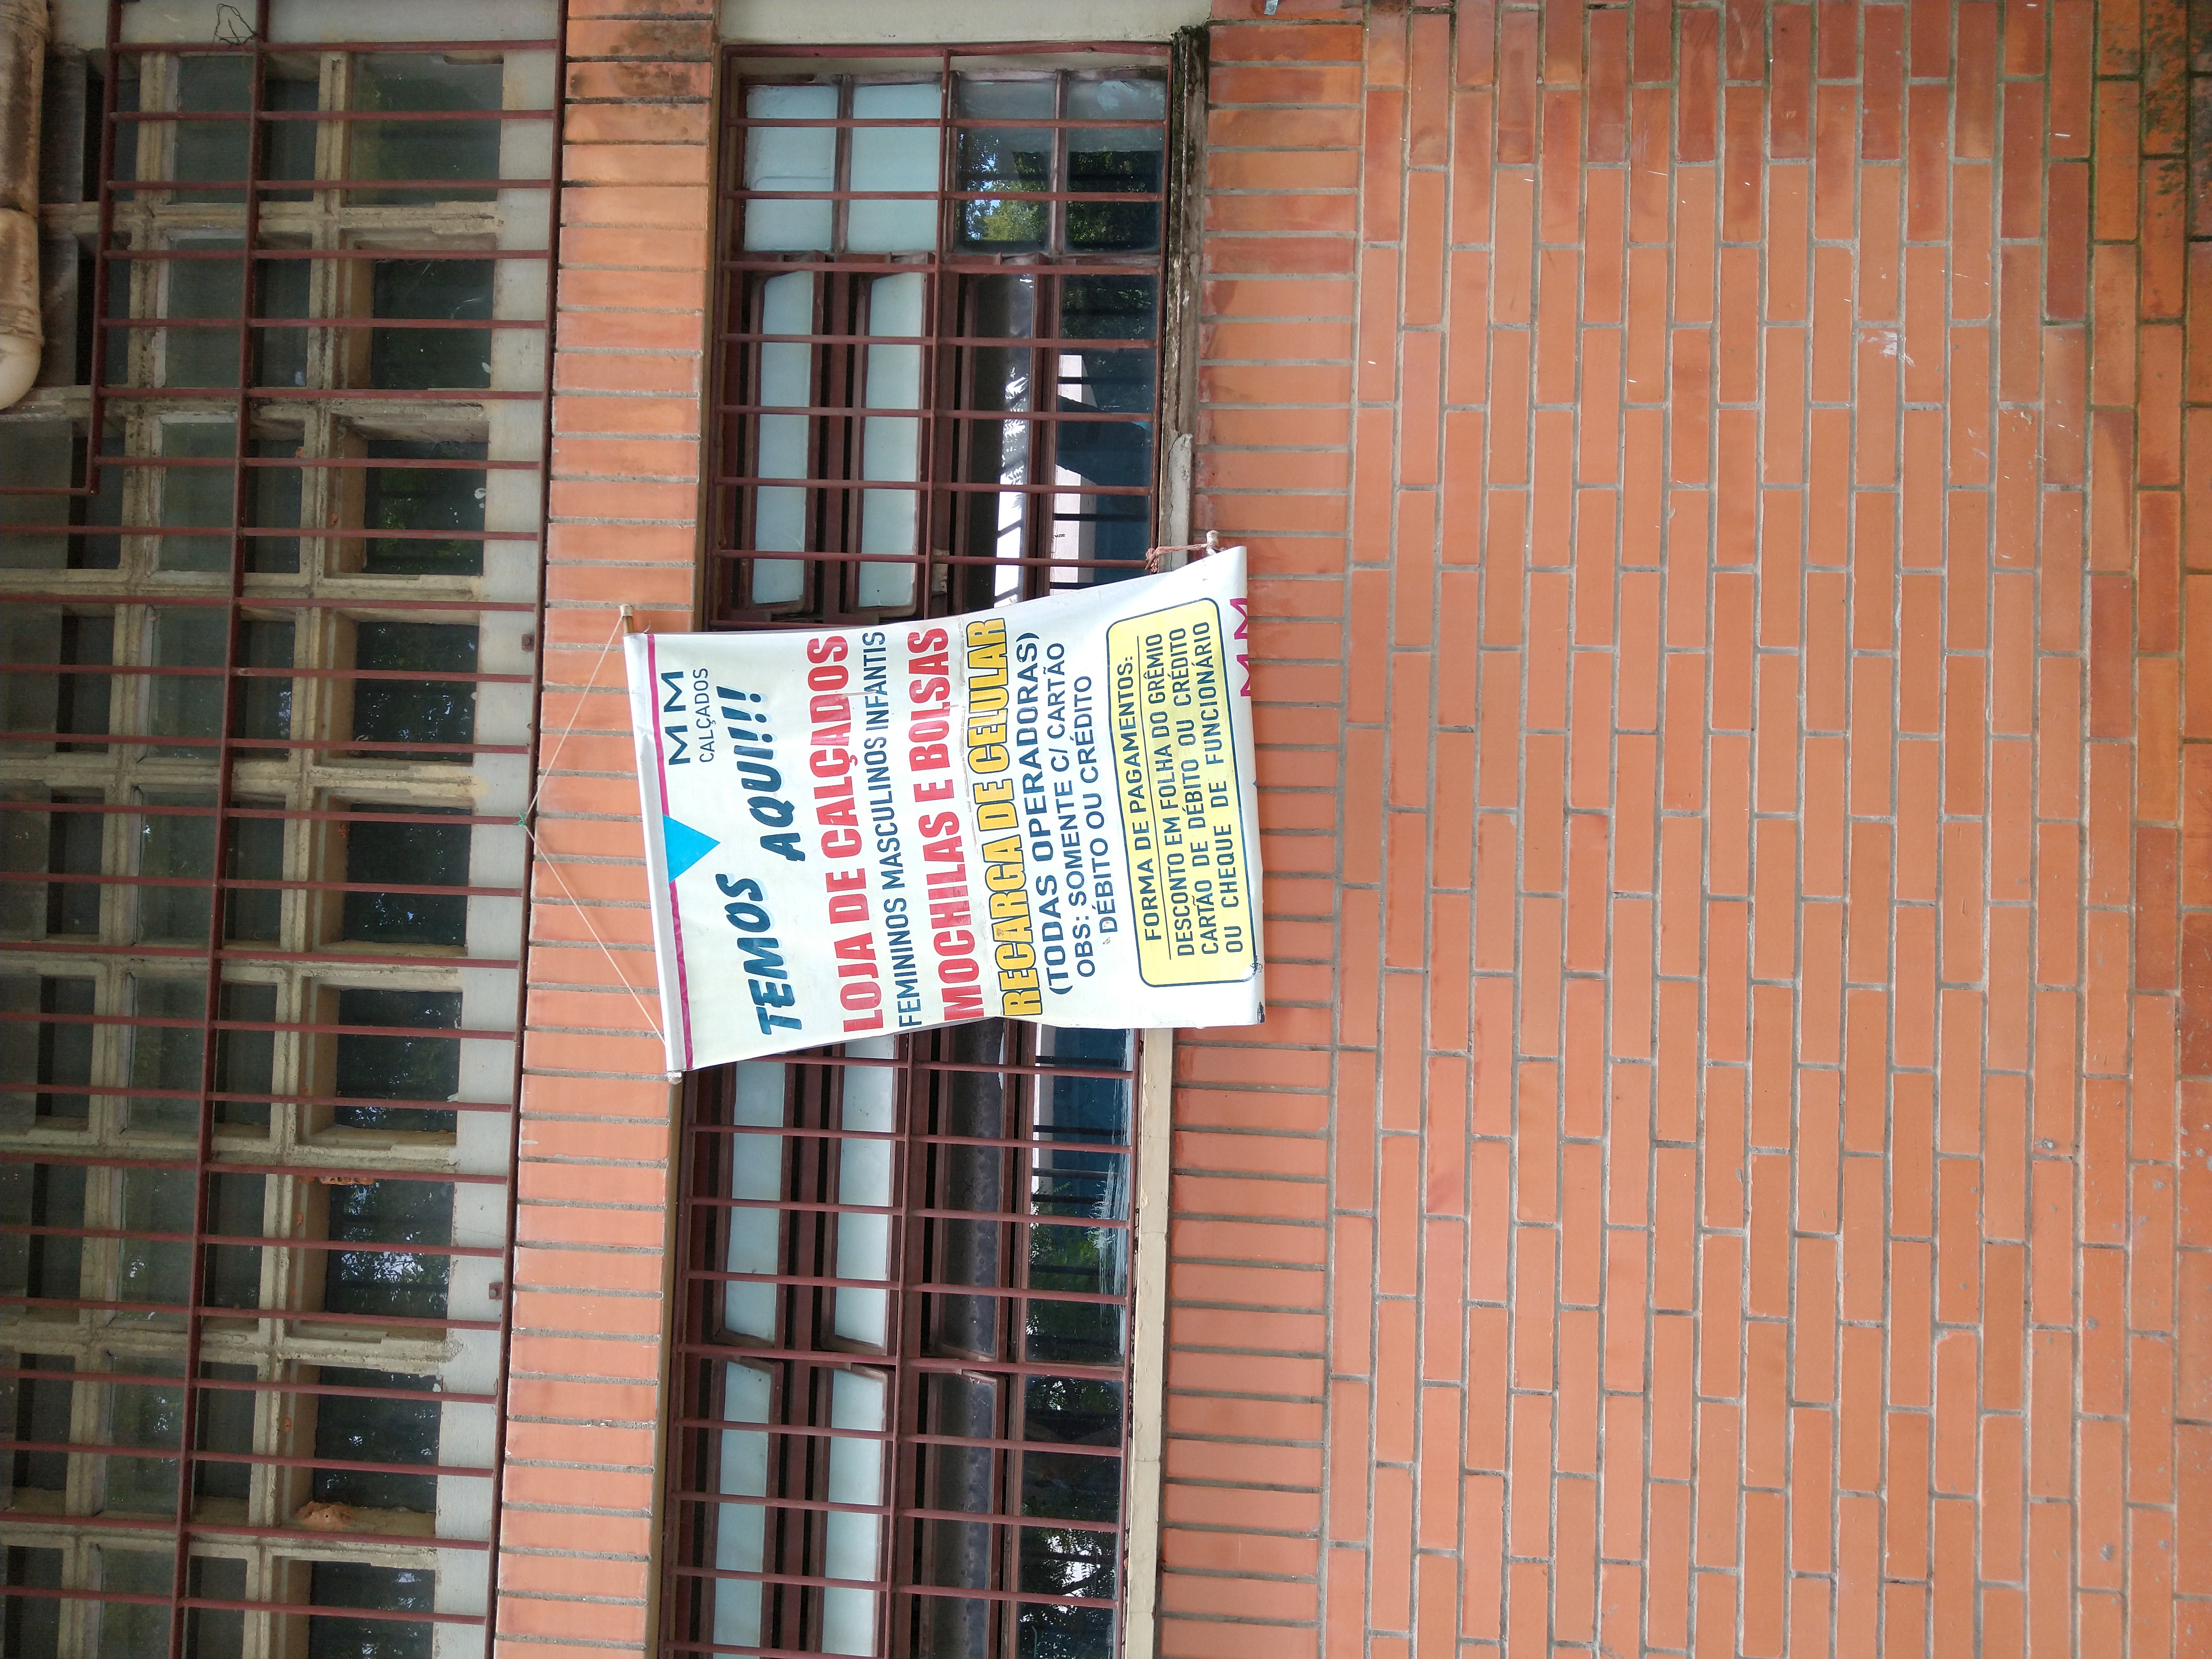 MM
CALÇADOS
TEMOS
AQUI!!!
LOJA DE CALÇADOS
FEMININOS MASCULINOS INFANTIS
MOCHILAS E BOLSAS
RECARGA DE CELULAR
(TODAS OPERADORAS)
OBS: SOMENTE C/ CARTÃO
DÉBITO OU CRÉDITO
FORMA DE PAGAMENTOS:
DESCONTO EM FOLHA DO GRÊMIO
CARTÃO DE DÉBITO OU CRÉDITO
OU CHEQUE DE FUNCIONÁRIO
MM